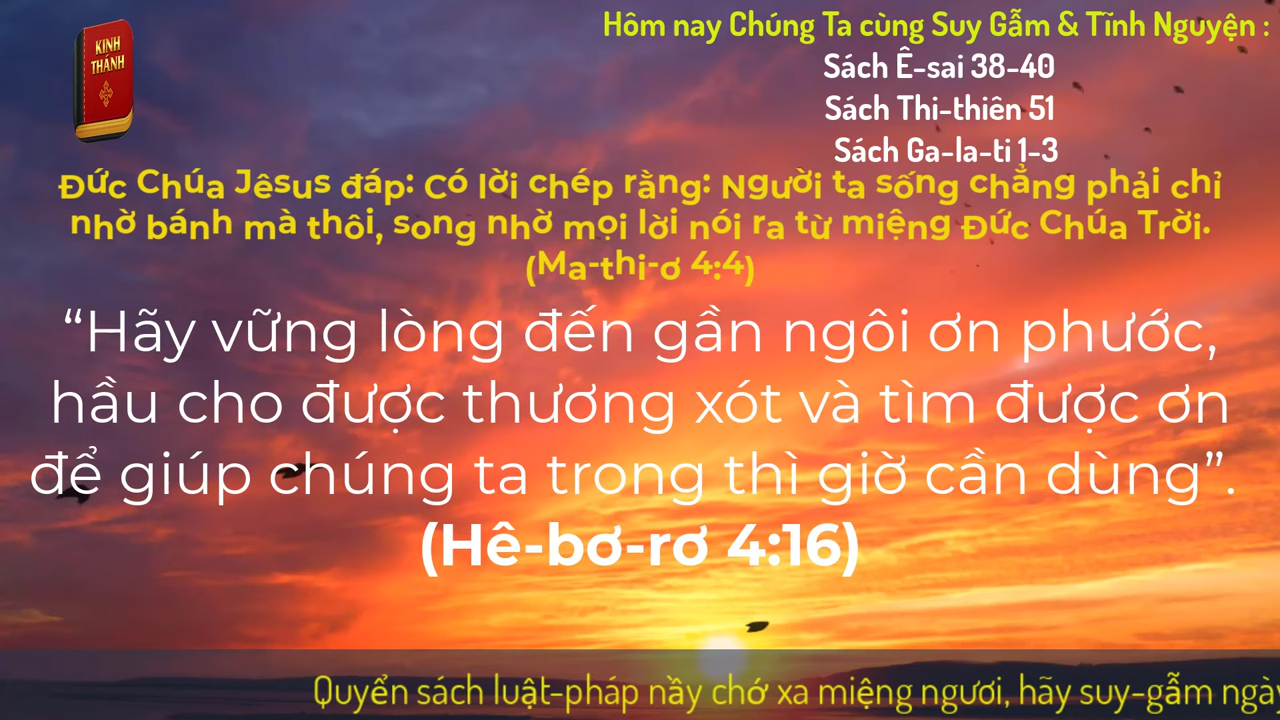 KINH
THÁNH
Hôm nay Chúng Ta cùng Suy Gẫm & Tĩnh Nguyện :
Sách Ê-sai 38-40
Sách Thi-thiên 51
Sách Ga-la-ti 1-3
Đức Chúa Jêsus đáp: Có lời chép rằng: Người ta sống chẳng phải chỉ
nhờ bánh mà thôi, song nhờ mọi lời nói ra từ miệng Đức Chúa Trời.
(Ma-thi-ơ 4:4)
“Hãy vững lòng đến gần ngôi ơn phước,
hầu cho được thương xót và tìm được ơn
để giúp chúng ta trong thì giờ cần dùng”.
(Hê-bơ-rơ 4:16)
Quyển sách luật-pháp nầy chớ xa miệng ngươi, hãy suy-gẫm ngày